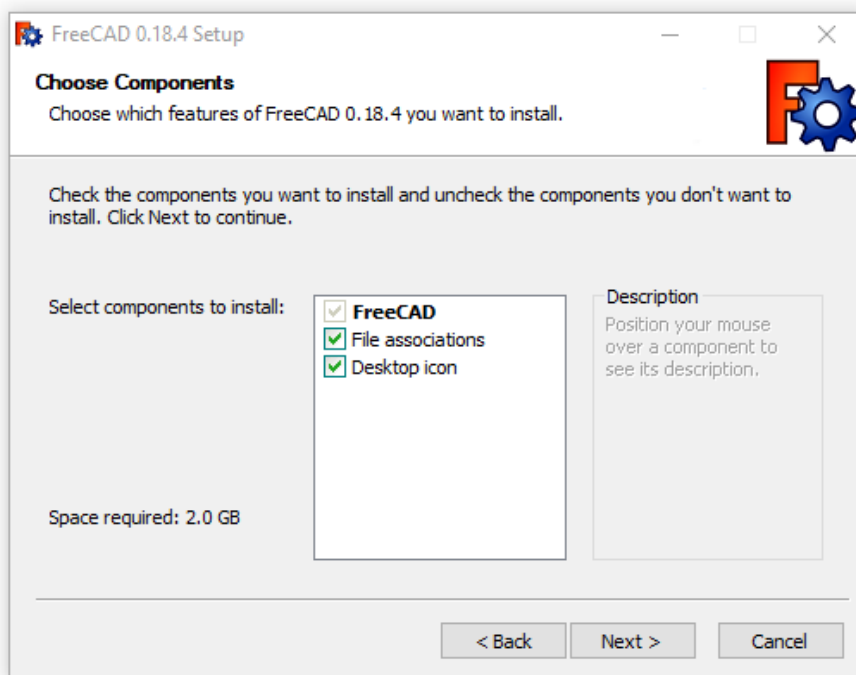 FreeCAD 0.18.4 Setup
Choose Components
Choose which features of FreeCAD 0.18.4 you want to install.
Check the components you want to install and uncheck the components you don't want to
install. Click Next to continue.
Select components to install:
FreeCAD
File associations
Desktop icon
Description
Position your mouse
over a component to
see its description.
Space required: 2.0 GB
< Back
Next >
Cancel